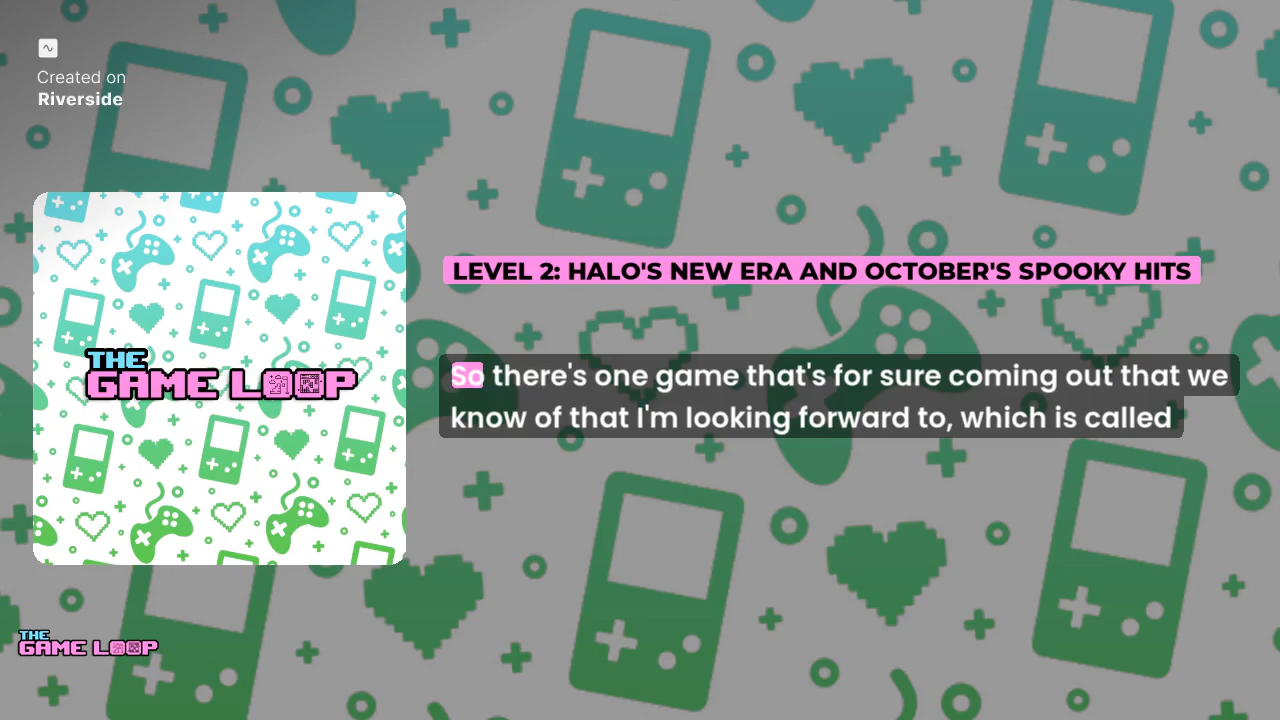 Created on
Riverside
THE
GAME LOOP
LEVEL 2: HALO'S NEW ERA AND OCTOBER'S SPOOKY HITS
So there's one game that's for sure coming out that we
know of that I'm looking forward to, which is called
THE
GAME LOOP